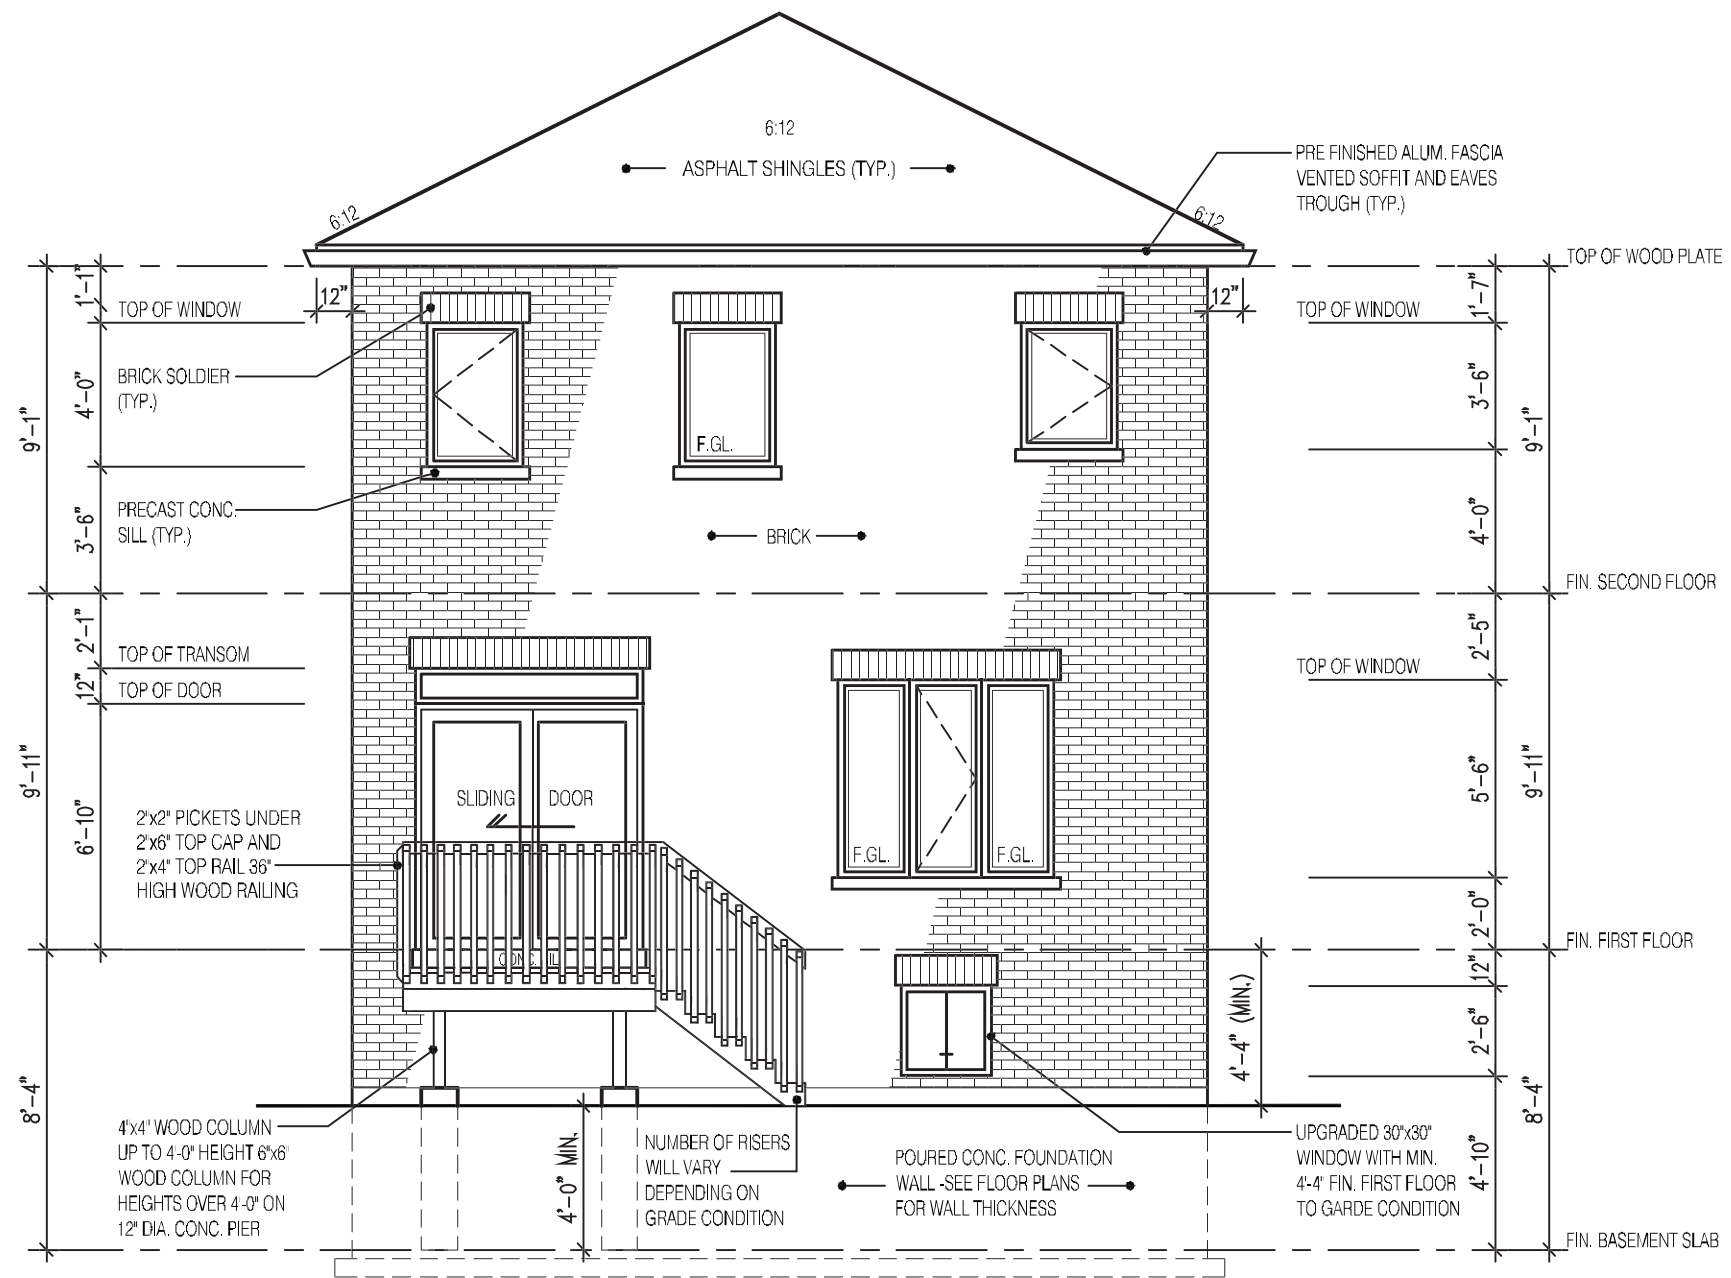 6:12
ASPHALT SHINGLES (TYP.)
6:12
6:12
PRE FINISHED ALUM. FASCIA
VENTED SOFFIT AND EAVES
TROUGH (TYP.)
TOP OF WOOD PLATE
1'-1"
TOP OF WINDOW
12"
12"
TOP OF WINDOW
1'-7"
BRICK SOLDIER
(TYP.)
4'-0"
9'-1"
3'-6"
9'-1"
F.GL.
PRECAST CONC.
SILL (TYP.)
3'-6"
BRICK
4'-0"
FIN. SECOND FLOOR
2'-1"
TOP OF TRANSOM
12"
TOP OF DOOR
TOP OF WINDOW
2'-5"
9'-11"
6'-10"
SLIDING DOOR
5'-6"
9'-11"
2"x2" PICKETS UNDER
2"x6" TOP CAP AND
2"x4" TOP RAIL 36"
HIGH WOOD RAILING
F.GL.
F.GL.
2'-0"
FIN. FIRST FLOOR
CONC.
12"
4'-4" (MIN.)
2'-6"
8'-4"
8'-4"
4"x4" WOOD COLUMN
UP TO 4'-0" HEIGHT 6"x6"
WOOD COLUMN FOR
HEIGHTS OVER 4'-0" ON
12" DIA. CONC. PIER
4'-0" MIN.
NUMBER OF RISERS
WILL VARY
DEPENDING ON
GRADE CONDITION
POURED CONC. FOUNDATION
WALL -SEE FLOOR PLANS
FOR WALL THICKNESS
UPGRADED 30"x30"
WINDOW WITH MIN.
4'-4" FIN. FIRST FLOOR
TO GARDE CONDITION
4'-10"
FIN. BASEMENT SLAB